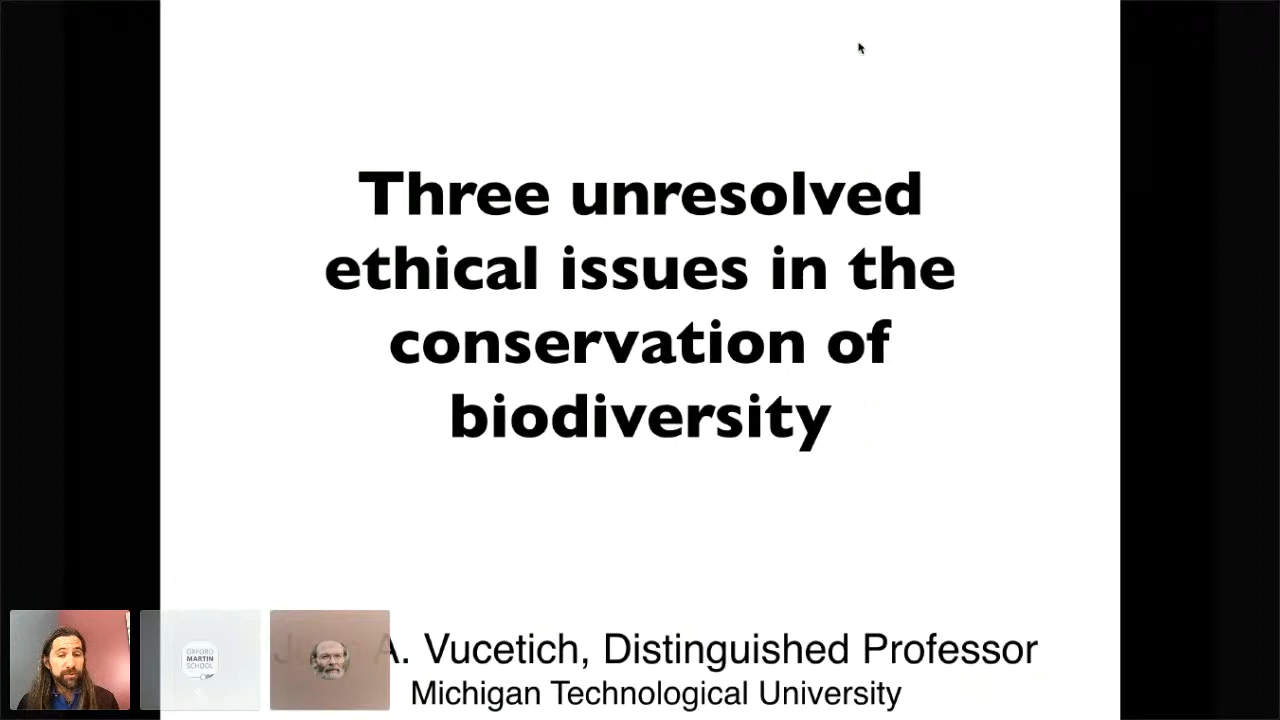 Three unresolved
ethical issues in the
conservation of
biodiversity
A. Vucetich, Distinguished Professor
Michigan Technological University
OXFORD
MARTIN
SCHOOL